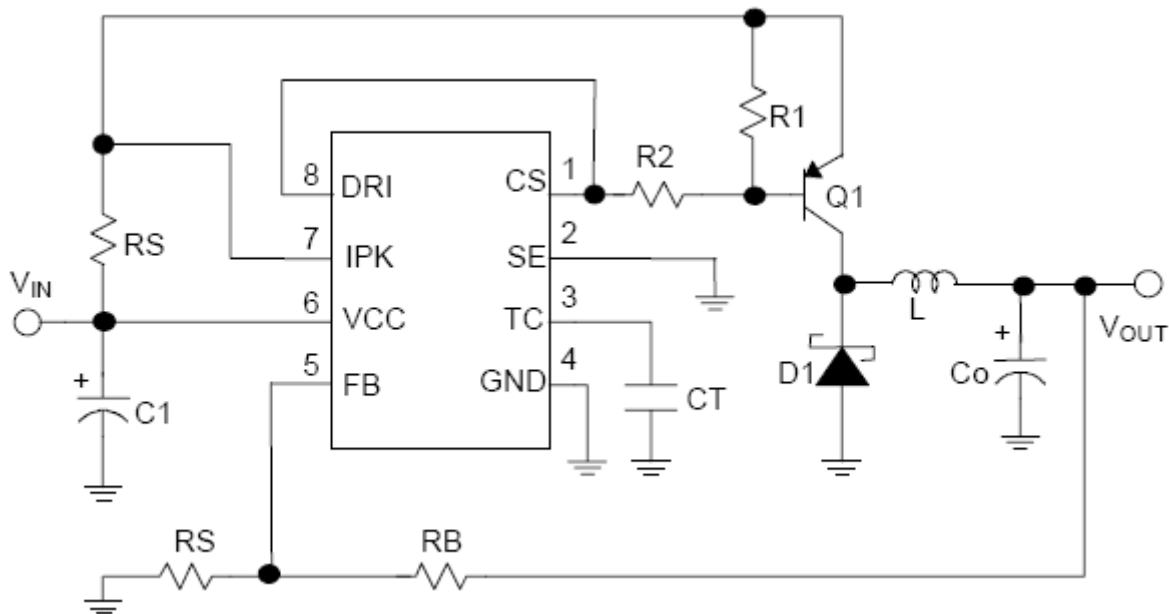 R1
R2
8 DRI CS 1
Q1
RS
7 IPK SE 2
VIN
6 VCC TC 3
L
VOUT
5 FB GND 4
+ C1
CT
D1
+ Co
RS
RB